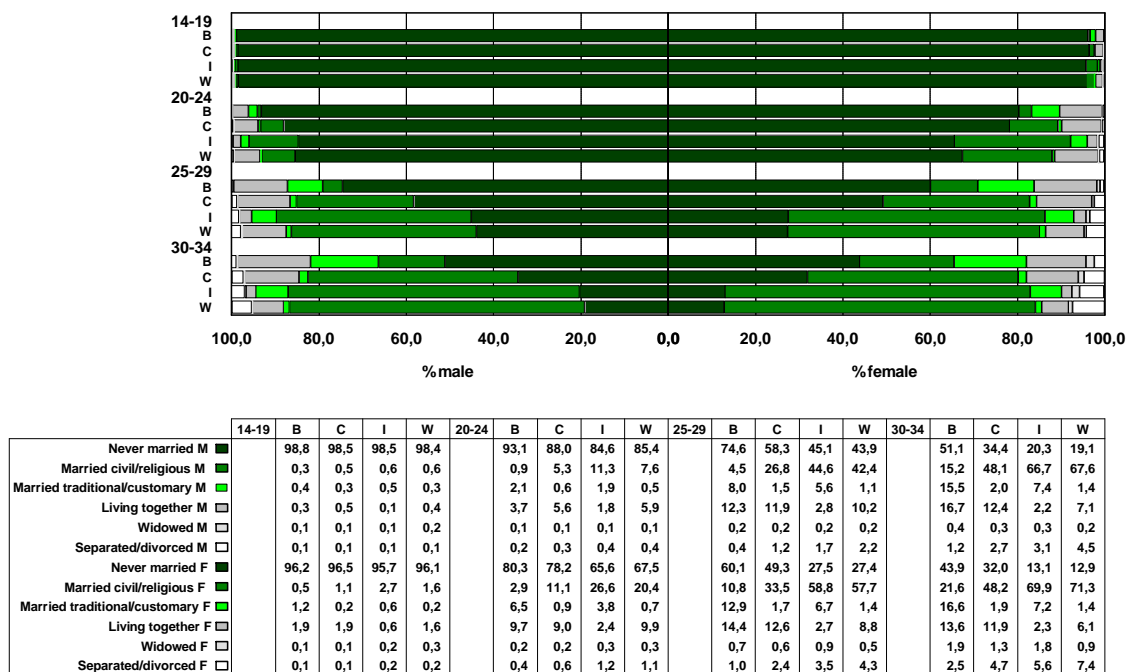 14-19
B
C
I
W
20-24
B
C
I
W
25-29
B
C
I
W
30-34
B
C
I
W
100,0 80,0 60,0 40,0 20,0 0,0 20,0 40,0 60,0 80,0 100,0
%male %female
14-19 B C I W 20-24 B C I W 25-29 B C I W 30-34 B C I W
Never married M 98,8 98,5 98,5 98,4 93,1 88,0 84,6 85,4 74,6 58,3 45,1 43,9 51,1 34,4 20,3 19,1
Married civil/religious M 0,3 0,5 0,6 0,6 0,9 5,3 11,3 7,6 4,5 26,8 44,6 42,4 15,2 48,1 66,7 67,6
Married traditional/customary M 0,4 0,3 0,5 0,3 2,1 0,6 1,9 0,5 8,0 1,5 5,6 1,1 15,5 2,0 7,4 1,4
Living together M 0,3 0,5 0,1 0,4 3,7 5,6 1,8 5,9 12,3 11,9 2,8 10,2 16,7 12,4 2,2 7,1
Widowed M 0,1 0,1 0,1 0,2 0,1 0,1 0,1 0,1 0,2 0,2 0,2 0,2 0,4 0,3 0,3 0,2
Separated/divorced M 0,1 0,1 0,1 0,1 0,2 0,3 0,4 0,4 0,4 1,2 1,7 2,2 1,2 2,7 3,1 4,5
Never married F 96,2 96,5 95,7 96,1 80,3 78,2 65,6 67,5 60,1 49,3 27,5 27,4 43,9 32,0 13,1 12,9
Married civil/religious F 0,5 1,1 2,7 1,6 2,9 11,1 26,6 20,4 10,8 33,5 58,8 57,7 21,6 48,2 69,9 71,3
Married traditional/customary F 1,2 0,2 0,6 0,2 6,5 0,9 3,8 0,7 12,9 1,7 6,7 1,4 16,6 1,9 7,2 1,4
Living together F 1,9 1,9 0,6 1,6 9,7 9,0 2,4 9,9 14,4 12,6 2,7 8,8 13,6 11,9 2,3 6,1
Widowed F 0,1 0,1 0,2 0,3 0,2 0,2 0,3 0,3 0,7 0,6 0,9 0,5 1,9 1,3 1,8 0,9
Separated/divorced F 0,1 0,1 0,2 0,2 0,4 0,6 1,2 1,1 1,0 2,4 3,5 4,3 2,5 4,7 5,6 7,4